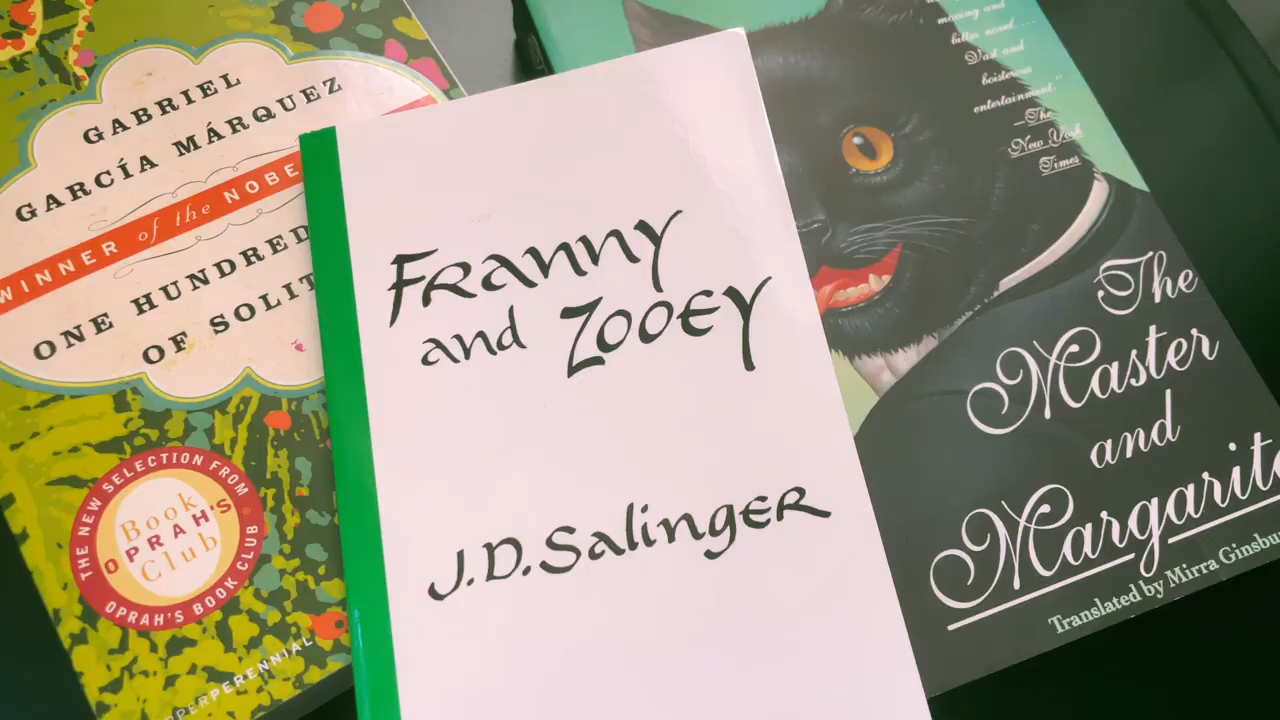 GABRIEL
GARCÍA MÁRQUEZ
WINNER of the NOBE
ONE HUNDRED
OF SOLIT
THE NEW SELECTION FROM
Book
OPRAH'S
Club
OPRAH'S BOOK CLUB
PERPERENNIAL
Franny
and Zooey
J.D. Salinger
moving and
bitter novel....
Vast and
boisterous
entertainment."
—The
New York
Times
The
Master
and
Margarita
Translated by Mirra Ginsbu